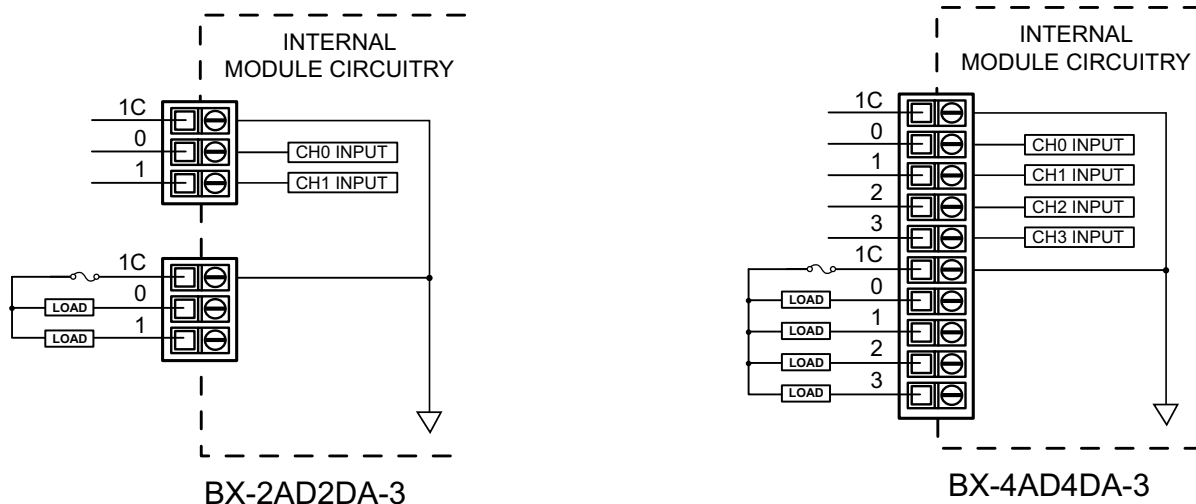 INTERNAL
MODULE CIRCUITRY
1C
0
CH0 INPUT
1
CH1 INPUT
1C
0
LOAD
1
LOAD
BX-2AD2DA-3
INTERNAL
MODULE CIRCUITRY
1C
0
CH0 INPUT
1
CH1 INPUT
2
CH2 INPUT
3
CH3 INPUT
1C
0
LOAD
1
LOAD
2
LOAD
3
LOAD
BX-4AD4DA-3